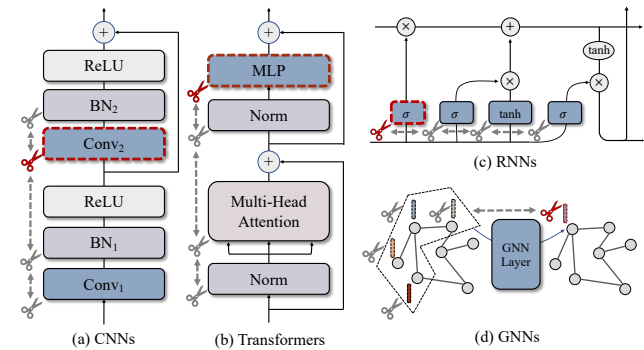 +
ReLU
BN₂
Conv₂
ReLU
BN₁
Conv₁
(a) CNNs
+
MLP
Norm
+
Multi-Head
Attention
Norm
(b) Transformers
× + tanh
× ×
σ σ tanh σ
(c) RNNs
GNN
Layer
(d) GNNs